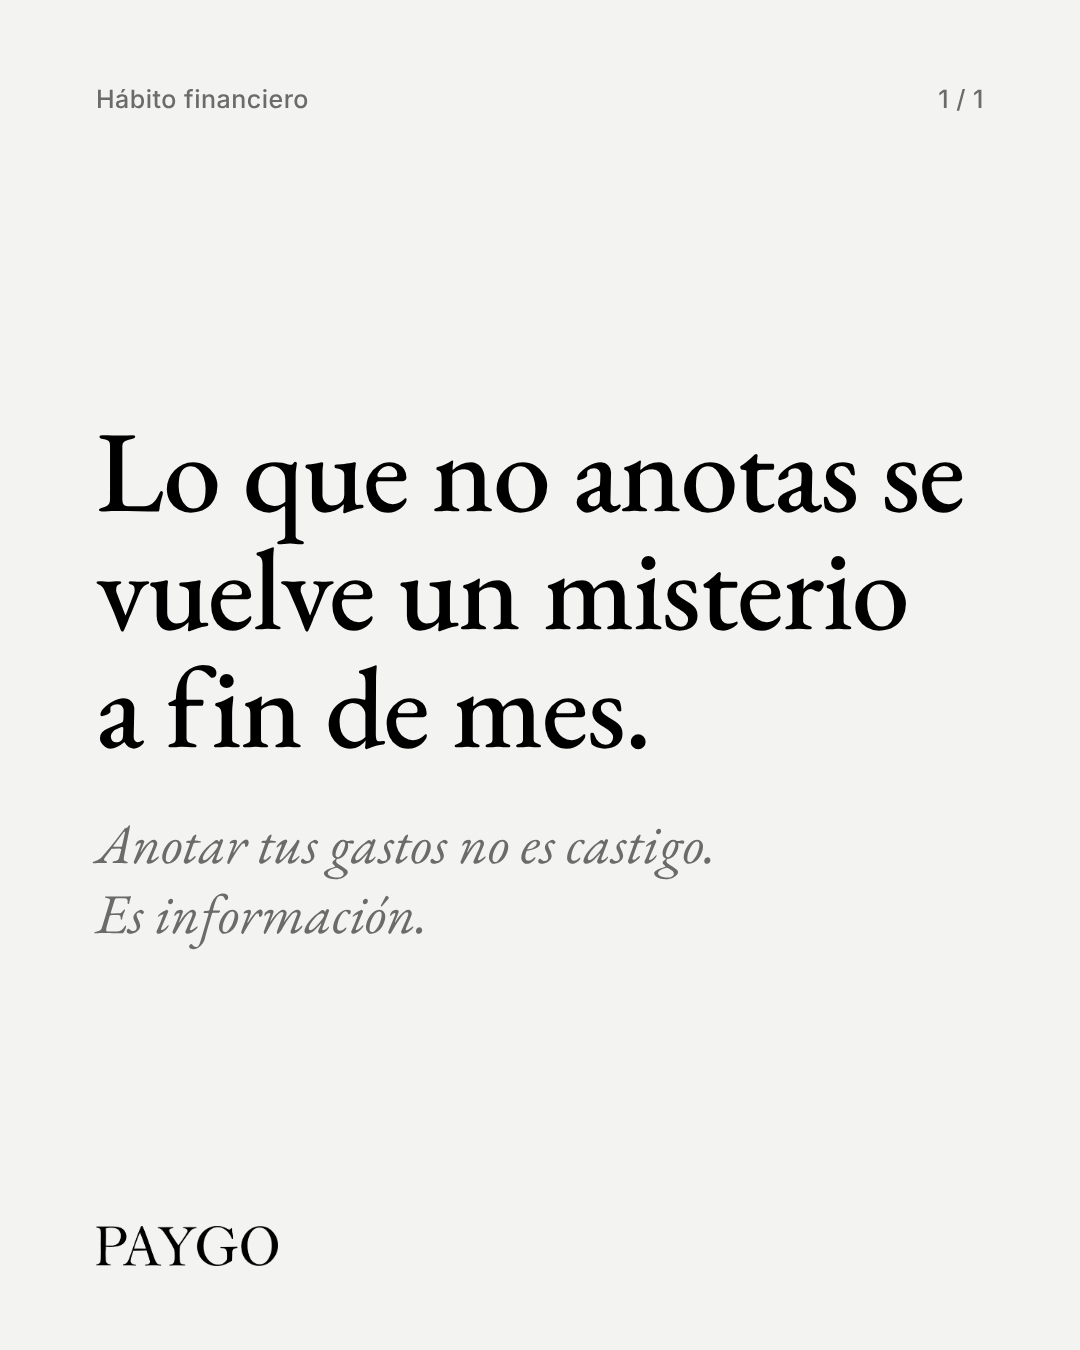 Hábito financiero
1 / 1
Lo que no anotas se
vuelve un misterio
a fin de mes.
Anotar tus gastos no es castigo.
Es información.
PAYGO